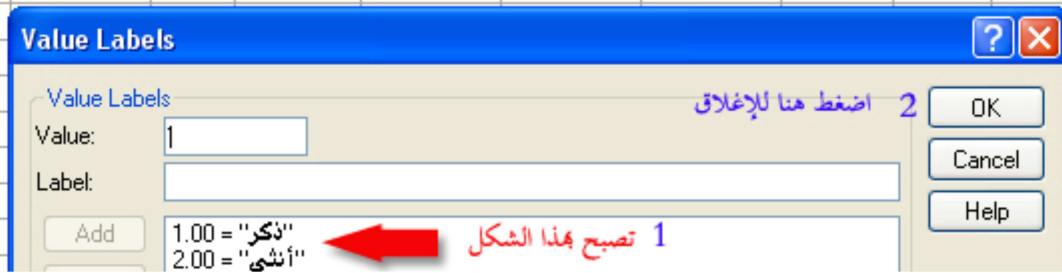 Value Labels
Value Labels
2 اضغط هنا للإغلاق
OK
Value: 1
Cancel
Label:
Help
Add
1.00 = "ذكر"
1 تصبح بهذا الشكل
2.00 = "أنثى"